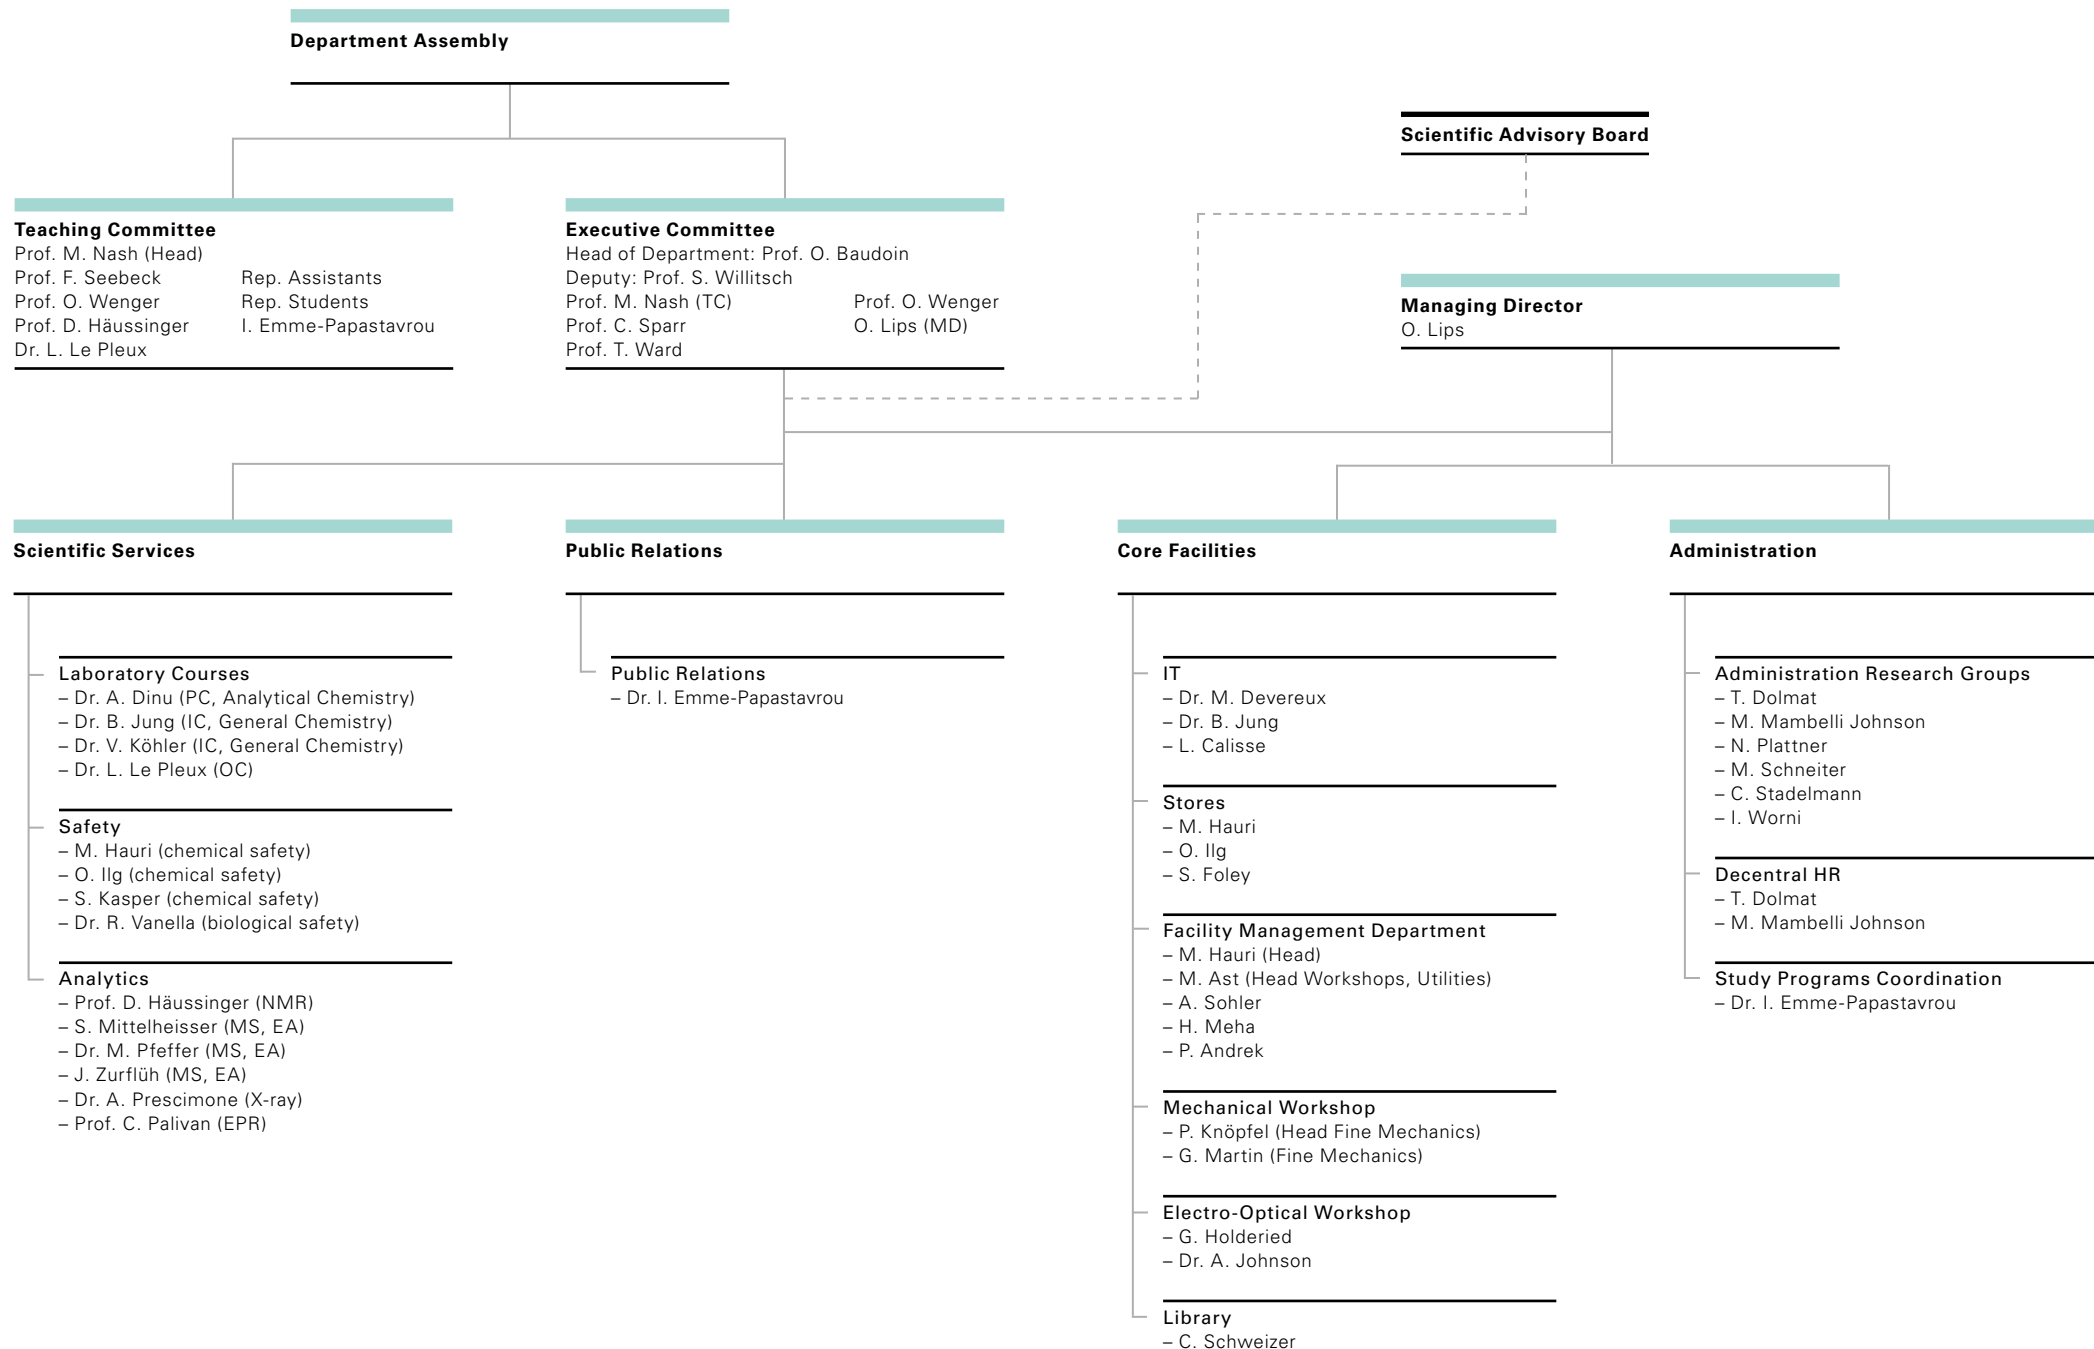 Department Assembly
Scientific Advisory Board
Teaching Committee
Prof. M. Nash (Head)
Prof. F. Seebeck
Prof. O. Wenger
Prof. D. Häussinger
Dr. L. Le Pleux
Rep. Assistants
Rep. Students
I. Emme-Papastavrou
Executive Committee
Head of Department: Prof. O. Baudoin
Deputy: Prof. S. Willitsch
Prof. M. Nash (TC)
Prof. C. Sparr
Prof. T. Ward
Prof. O. Wenger
O. Lips (MD)
Managing Director
O. Lips
Scientific Services
Laboratory Courses
– Dr. A. Dinu (PC, Analytical Chemistry)
– Dr. B. Jung (IC, General Chemistry)
– Dr. V. Köhler (IC, General Chemistry)
– Dr. L. Le Pleux (OC)
Safety
– M. Hauri (chemical safety)
– O. Ilg (chemical safety)
– S. Kasper (chemical safety)
– Dr. R. Vanella (biological safety)
Analytics
– Prof. D. Häussinger (NMR)
– S. Mittelheisser (MS, EA)
– Dr. M. Pfeffer (MS, EA)
– J. Zurflüh (MS, EA)
– Dr. A. Prescimone (X-ray)
– Prof. C. Palivan (EPR)
Public Relations
Public Relations
– Dr. I. Emme-Papastavrou
Core Facilities
IT
– Dr. M. Devereux
– Dr. B. Jung
– L. Calisse
Stores
– M. Hauri
– O. Ilg
– S. Foley
Facility Management Department
– M. Hauri (Head)
– M. Ast (Head Workshops, Utilities)
– A. Sohler
– H. Meha
– P. Andrek
Mechanical Workshop
– P. Knöpfel (Head Fine Mechanics)
– G. Martin (Fine Mechanics)
Electro-Optical Workshop
– G. Holderied
– Dr. A. Johnson
Library
– C. Schweizer
Administration
Administration Research Groups
– T. Dolmat
– M. Mambelli Johnson
– N. Plattner
– M. Schneiter
– C. Stadelmann
– I. Worni
Decentral HR
– T. Dolmat
– M. Mambelli Johnson
Study Programs Coordination
– Dr. I. Emme-Papastavrou